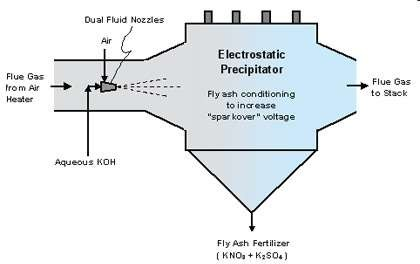 Dual Fluid Nozzles
Air
Flue Gas
from Air
Heater
Aqueous KOH
Electrostatic
Precipitator
Fly ash conditioning
to increase
"sparkover" voltage
Flue Gas
to Stack
Fly Ash Fertilizer
( KNO₃ + K₂SO₄ )